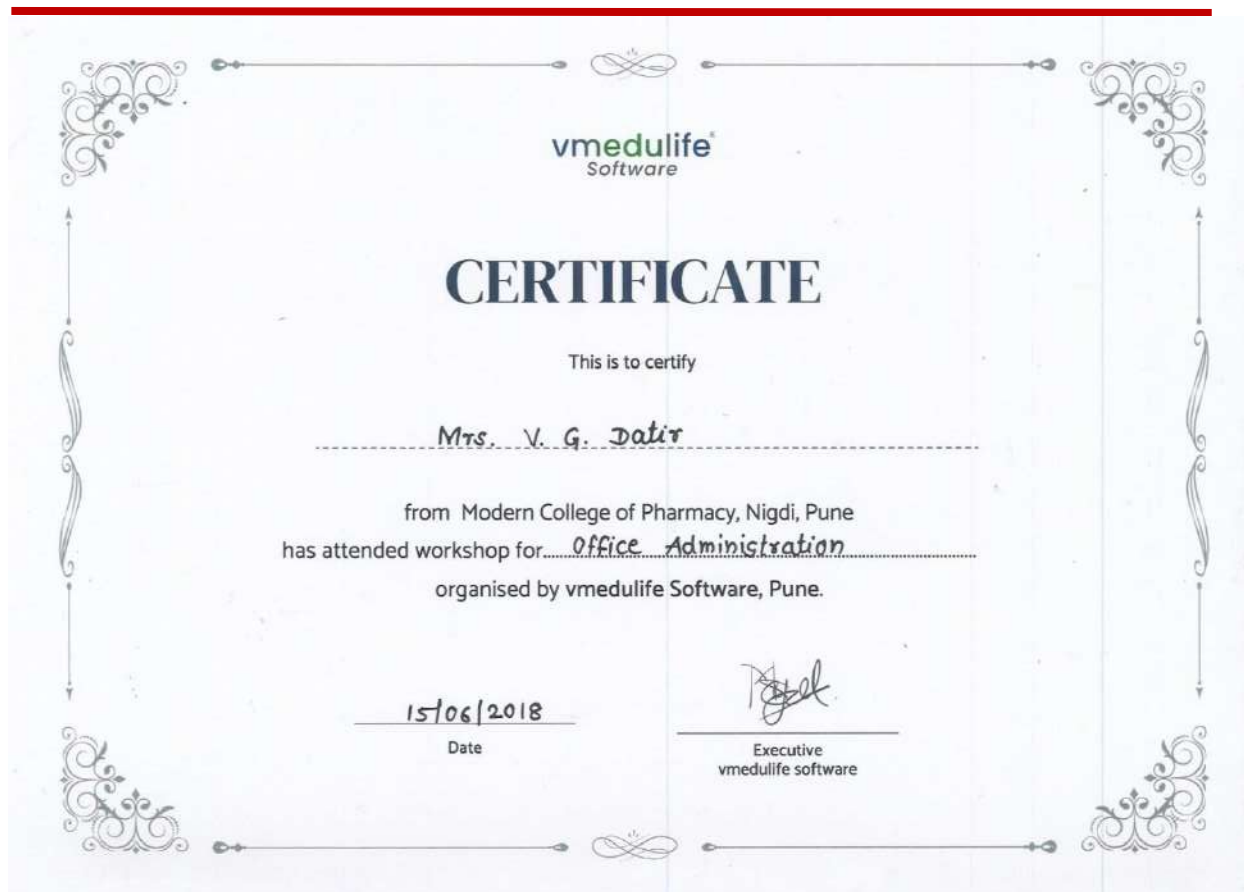 vmedulife
Software
CERTIFICATE
This is to certify
Mrs. V. G. Datir
from Modern College of Pharmacy, Nigdi, Pune
has attended workshop for Office Administration
organised by vmedulife Software, Pune.
15/06/2018
Date
Executive
vmedulife software